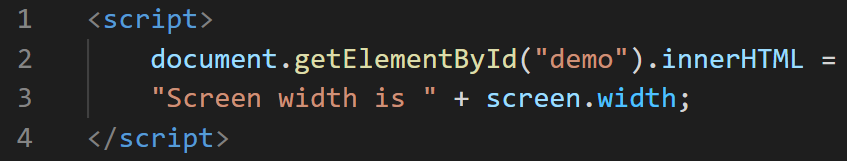 1 <script>
2 document.getElementById("demo").innerHTML =
3 "Screen width is " + screen.width;
4 </script>